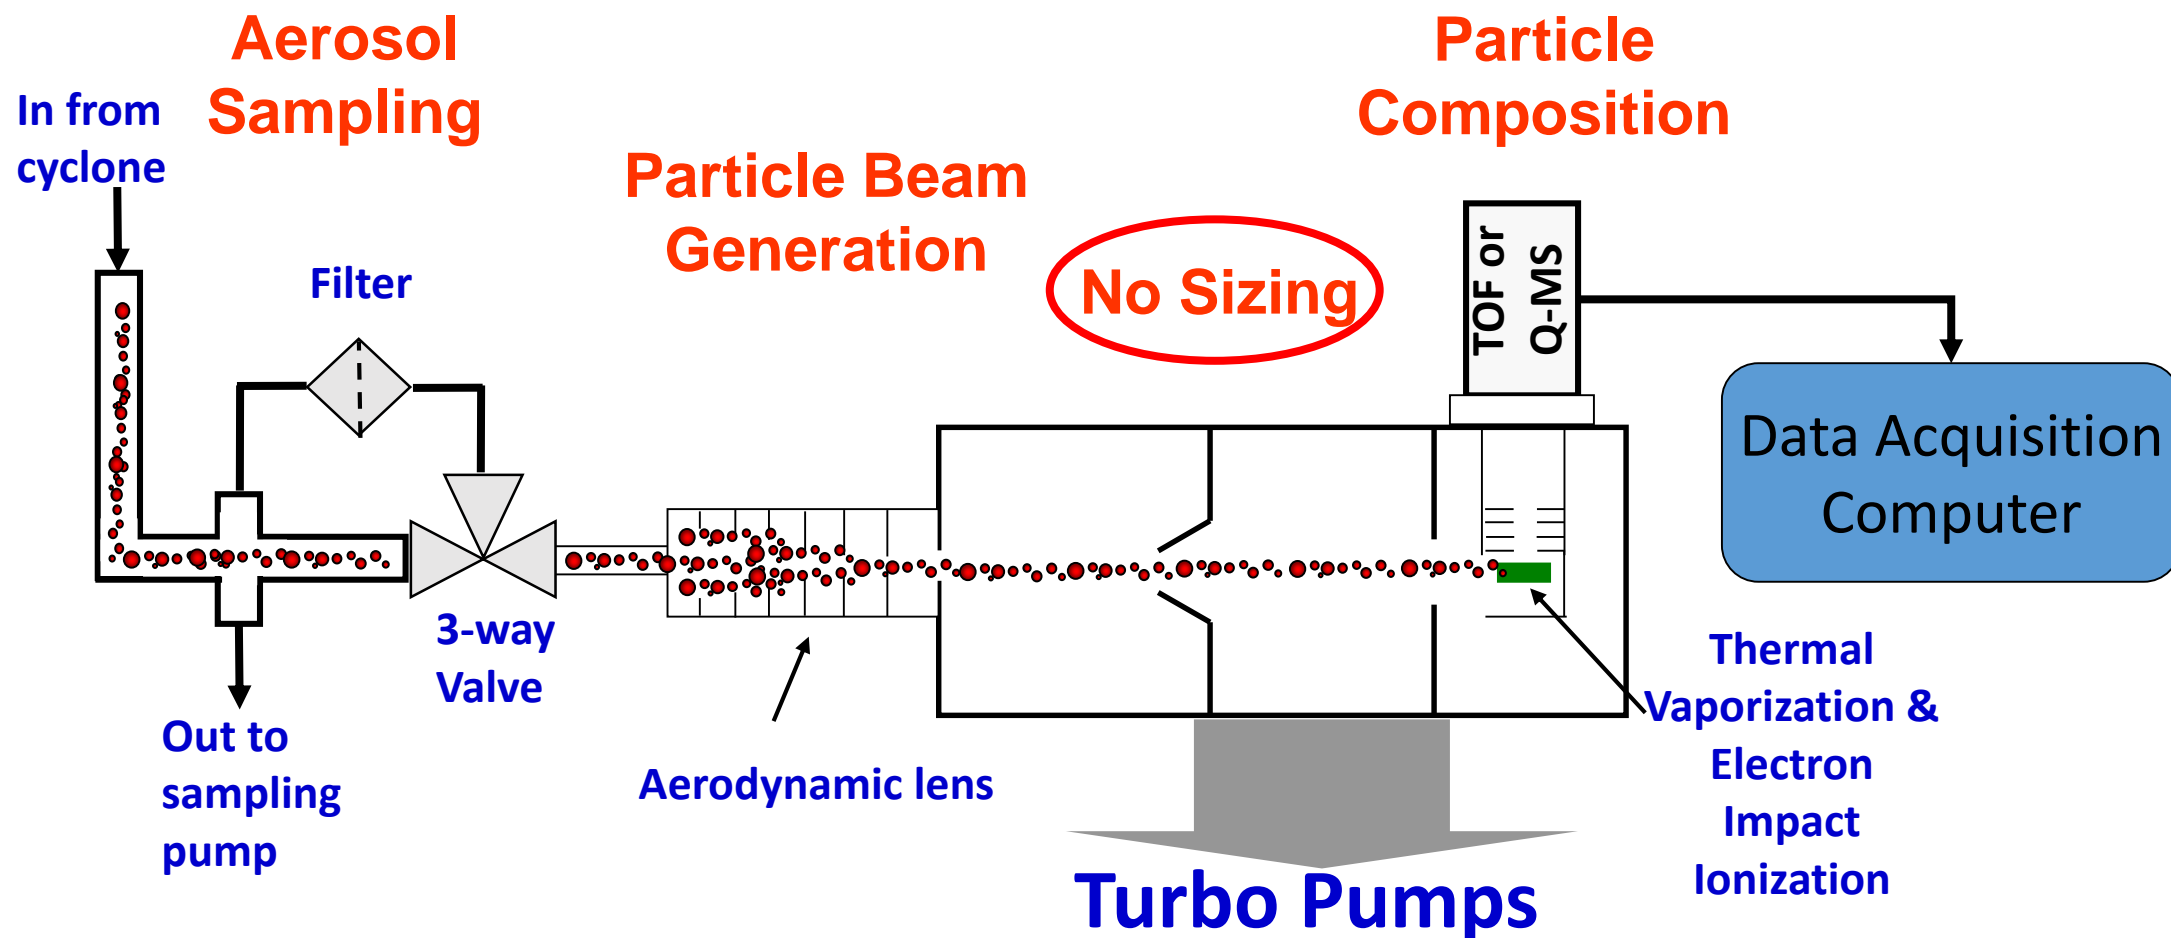 Aerosol
Sampling
In from
cyclone
Particle Beam
Generation
Filter
No Sizing
Particle
Composition
TOF or
Q-MS
Data Acquisition
Computer
3-way
Valve
Out to
sampling
pump
Aerodynamic lens
Thermal
Vaporization &
Electron
Impact
Ionization
Turbo Pumps